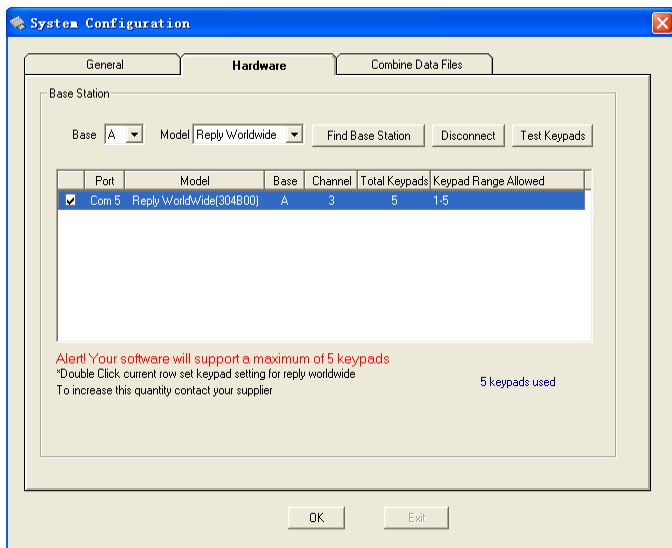 System Configuration
General Hardware Combine Data Files
Base Station
Base A Model Reply Worldwide Find Base Station Disconnect Test Keypads
Port Model Base Channel Total Keypads Keypad Range Allowed
Com 5 Reply WorldWide(304B00) A 3 5 1-5
Alert! Your software will support a maximum of 5 keypads
*Double Click current row set keypad setting for reply worldwide
5 keypads used
To increase this quantity contact your supplier
OK Exit